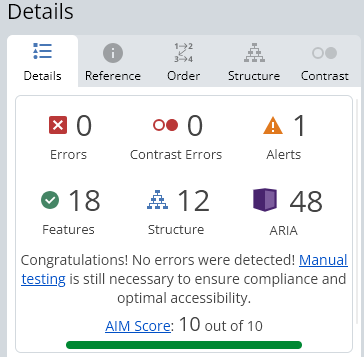 Details
Details Reference Order Structure Contrast
1→2
3→4
0 0 1
Errors Contrast Errors Alerts
18 12 48
Features Structure ARIA
Congratulations! No errors were detected! Manual
testing is still necessary to ensure compliance and
optimal accessibility.
AIM Score: 10 out of 10